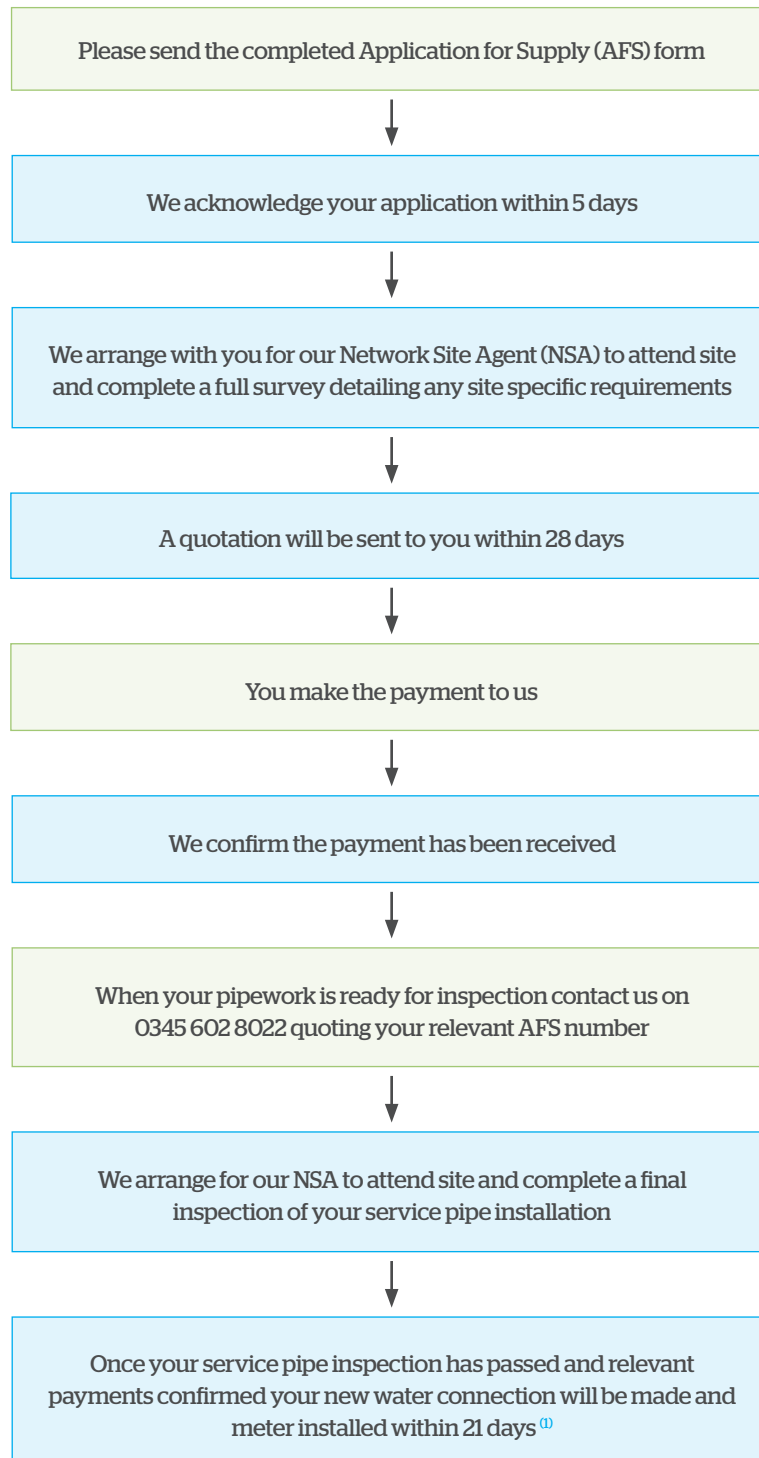 Please send the completed Application for Supply (AFS) form
We acknowledge your application within 5 days
We arrange with you for our Network Site Agent (NSA) to attend site
and complete a full survey detailing any site specific requirements
A quotation will be sent to you within 28 days
You make the payment to us
We confirm the payment has been received
When your pipework is ready for inspection contact us on
0345 602 8022 quoting your relevant AFS number
We arrange for our NSA to attend site and complete a final
inspection of your service pipe installation
Once your service pipe inspection has passed and relevant
payments confirmed your new water connection will be made and
meter installed within 21 days (1)